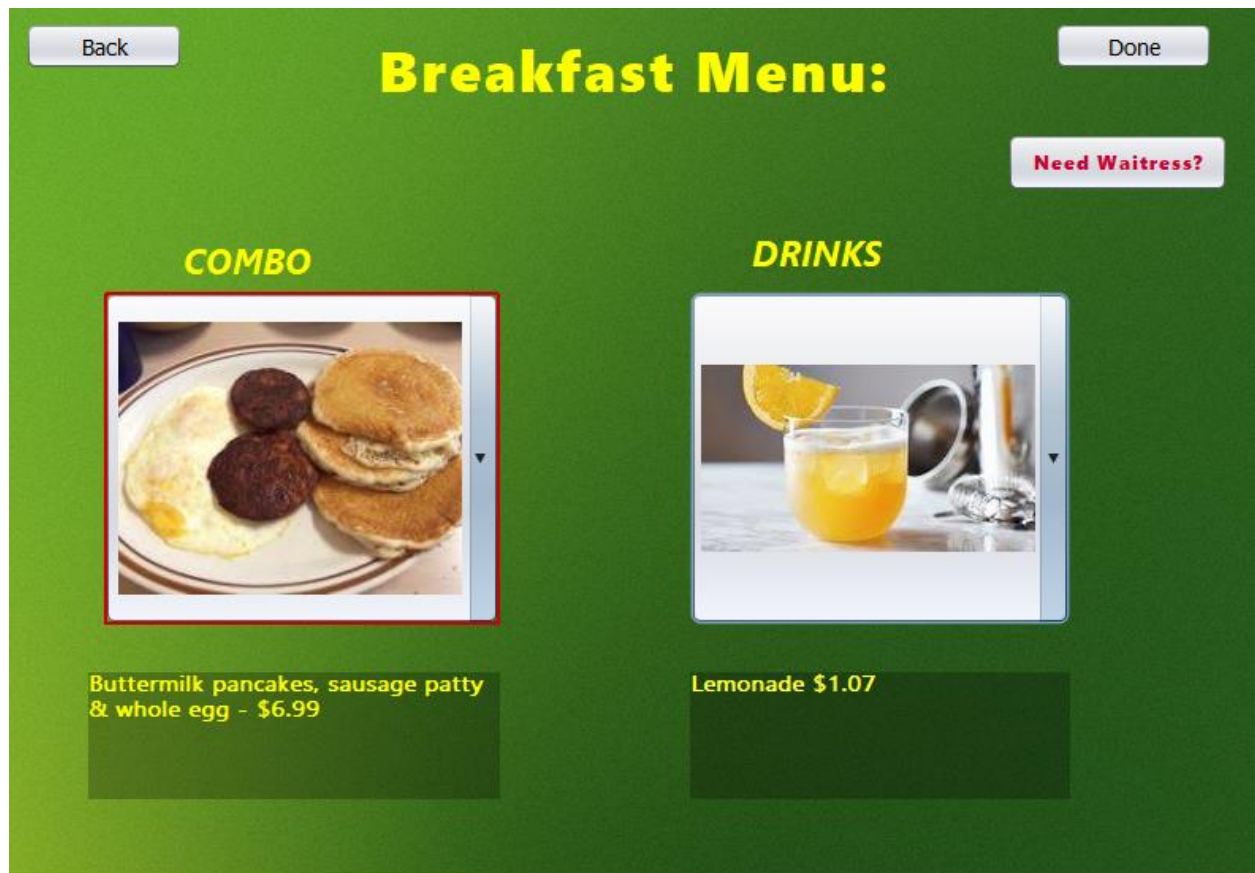 Back
Breakfast Menu:
Done
Need Waitress?
COMBO
DRINKS
Buttermilk pancakes, sausage patty
& whole egg - $6.99
Lemonade $1.07